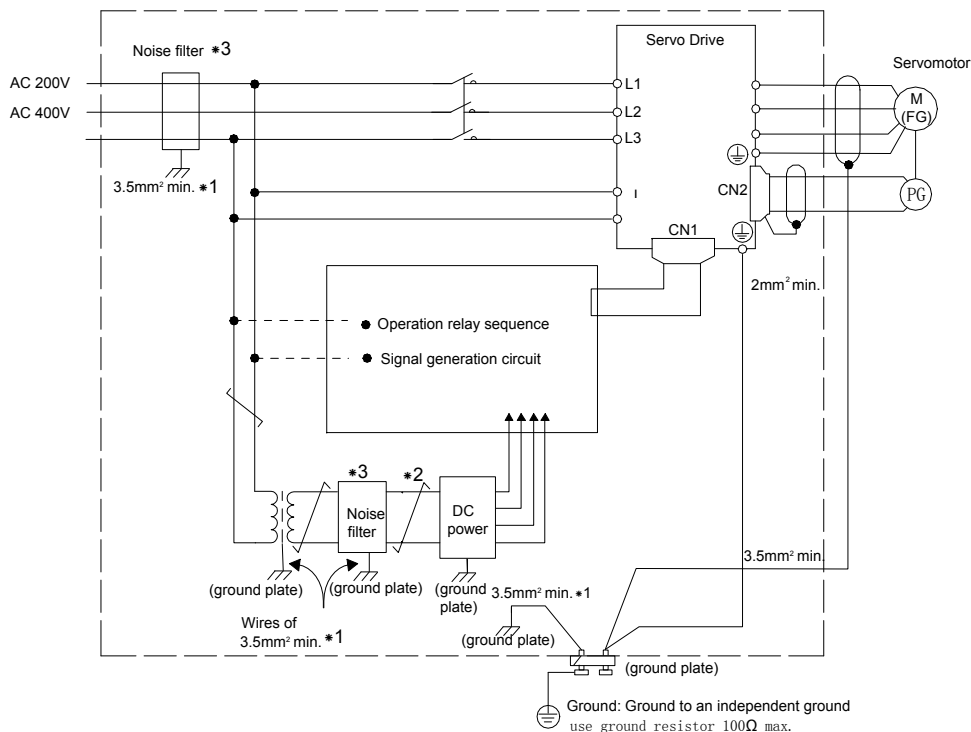 Noise filter *3
Servo Drive
Servomotor
AC 200V
L1
M
(FG)
AC 400V
L2
L3
3.5mm² min. *1
CN2
PG
CN1
2mm² min.
Operation relay sequence
Signal generation circuit
*3
*2
Noise
filter
DC
power
3.5mm² min.
(ground plate)
(ground plate)
(ground
plate)
3.5mm² min. *1
Wires of
3.5mm² min. *1
(ground plate)
(ground plate)
Ground: Ground to an independent ground
use ground resistor 100Ω max.